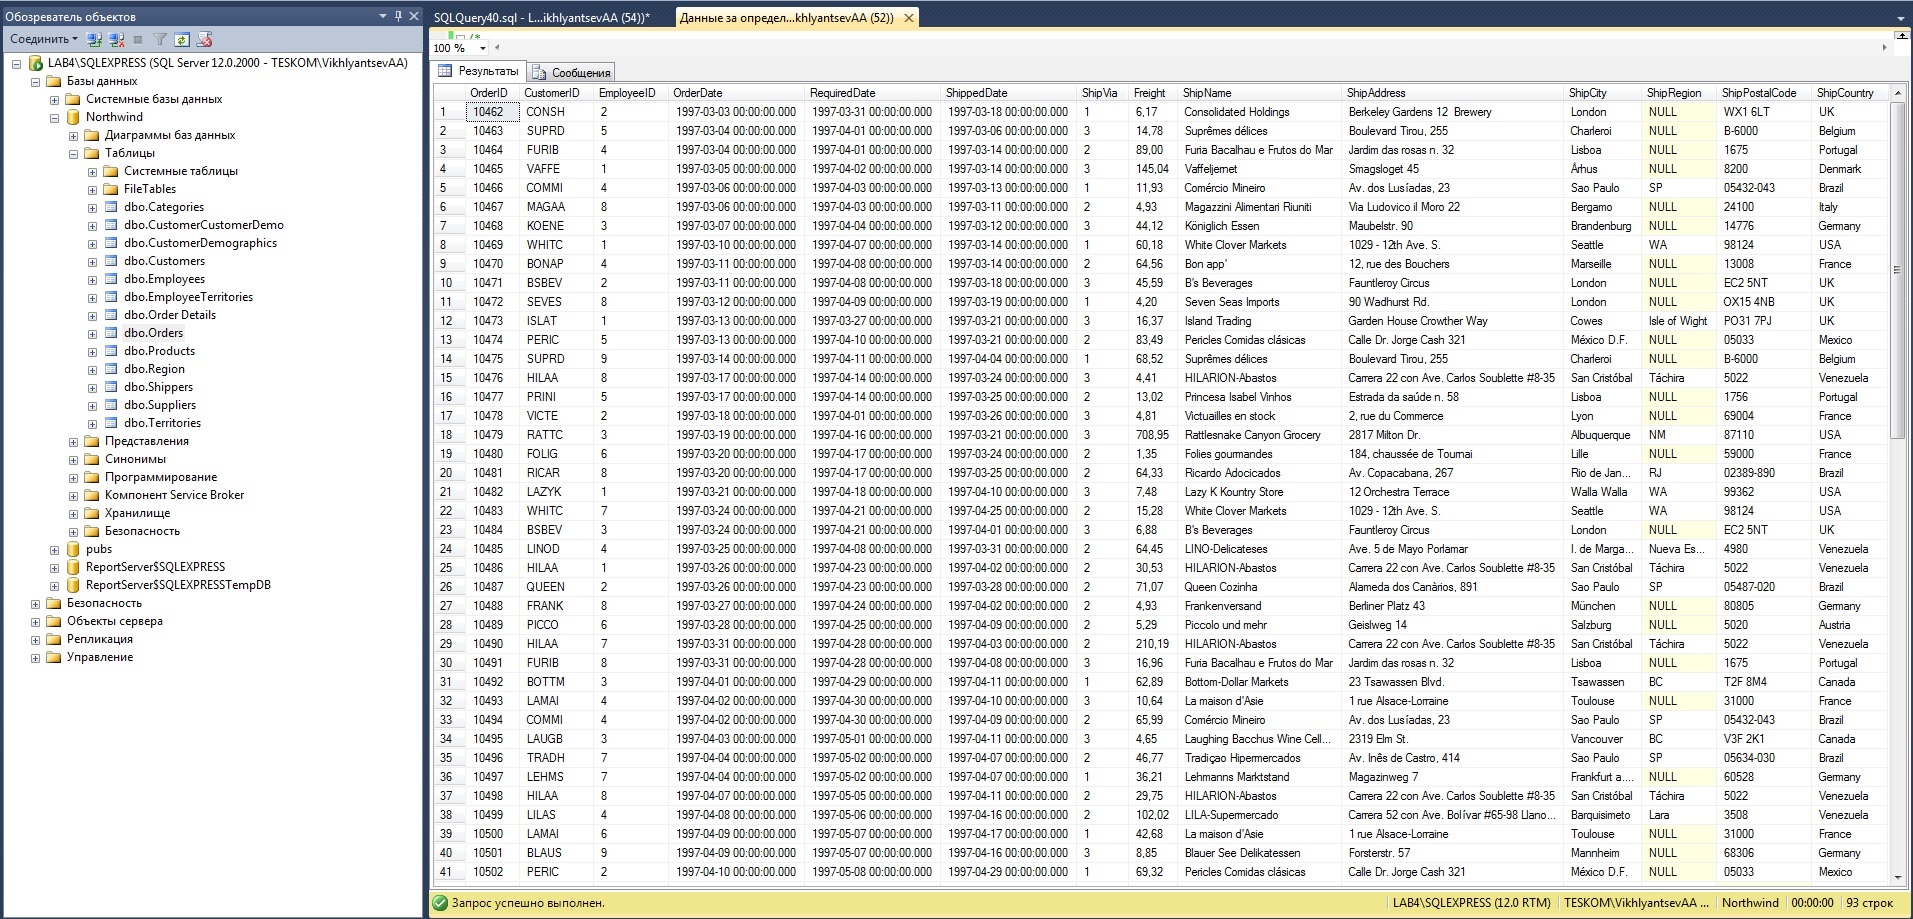 Обозреватель объектов
Соединить
LAB4\SQLEXPRESS (SQL Server 12.0.2000 - TESKOM\VikhlyantsevAA)
Базы данных
Системные базы данных
Northwind
Диаграммы баз данных
Таблицы
Системные таблицы
FileTables
dbo.Categories
dbo.CustomerCustomerDemo
dbo.CustomerDemographics
dbo.Customers
dbo.Employees
dbo.EmployeeTerritories
dbo.Order Details
dbo.Orders
dbo.Products
dbo.Region
dbo.Shippers
dbo.Suppliers
dbo.Territories
Представления
Синонимы
Программирование
Компонент Service Broker
Хранилище
Безопасность
pubs
ReportServer$SQLEXPRESS
ReportServer$SQLEXPRESSTempDB
Безопасность
Объекты сервера
Репликация
Управление
SQLQuery40.sql - L...ikhlyantsevAA (54))*
Данные за определ...khlyantsevAA (52))
/*
100 %
Результаты
Сообщения
OrderID CustomerID EmployeeID OrderDate RequiredDate ShippedDate ShipVia Freight ShipName ShipAddress ShipCity ShipRegion ShipPostalCode ShipCountry
1 10462 CONSH 2 1997-03-03 00:00:00.000 1997-03-31 00:00:00.000 1997-03-18 00:00:00.000 1 6,17 Consolidated Holdings Berkeley Gardens 12  Brewery London NULL WX1 6LT UK
2 10463 SUPRD 5 1997-03-04 00:00:00.000 1997-04-01 00:00:00.000 1997-03-06 00:00:00.000 3 14,78 Suprêmes délices Boulevard Tirou, 255 Charleroi NULL B-6000 Belgium
3 10464 FURIB 4 1997-03-04 00:00:00.000 1997-04-01 00:00:00.000 1997-03-14 00:00:00.000 2 89,00 Furia Bacalhau e Frutos do Mar Jardim das rosas n. 32 Lisboa NULL 1675 Portugal
4 10465 VAFFE 1 1997-03-05 00:00:00.000 1997-04-02 00:00:00.000 1997-03-14 00:00:00.000 3 145,04 Vaffeljernet Smagsloget 45 Århus NULL 8200 Denmark
5 10466 COMMI 4 1997-03-06 00:00:00.000 1997-04-03 00:00:00.000 1997-03-13 00:00:00.000 1 11,93 Comércio Mineiro Av. dos Lusíadas, 23 Sao Paulo SP 05432-043 Brazil
6 10467 MAGAA 8 1997-03-06 00:00:00.000 1997-04-03 00:00:00.000 1997-03-11 00:00:00.000 2 4,93 Magazzini Alimentari Riuniti Via Ludovico il Moro 22 Bergamo NULL 24100 Italy
7 10468 KOENE 3 1997-03-07 00:00:00.000 1997-04-04 00:00:00.000 1997-03-12 00:00:00.000 3 44,12 Königlich Essen Maubelstr. 90 Brandenburg NULL 14776 Germany
8 10469 WHITC 1 1997-03-10 00:00:00.000 1997-04-07 00:00:00.000 1997-03-14 00:00:00.000 1 60,18 White Clover Markets 1029 - 12th Ave. S. Seattle WA 98124 USA
9 10470 BONAP 4 1997-03-11 00:00:00.000 1997-04-08 00:00:00.000 1997-03-14 00:00:00.000 2 64,56 Bon app' 12, rue des Bouchers Marseille NULL 13008 France
10 10471 BSBEV 2 1997-03-11 00:00:00.000 1997-04-08 00:00:00.000 1997-03-18 00:00:00.000 3 45,59 B's Beverages Fauntleroy Circus London NULL EC2 5NT UK
11 10472 SEVES 8 1997-03-12 00:00:00.000 1997-04-09 00:00:00.000 1997-03-19 00:00:00.000 1 4,20 Seven Seas Imports 90 Wadhurst Rd. London NULL OX15 4NB UK
12 10473 ISLAT 1 1997-03-13 00:00:00.000 1997-03-27 00:00:00.000 1997-03-21 00:00:00.000 3 16,37 Island Trading Garden House Crowther Way Cowes Isle of Wight PO31 7PJ UK
13 10474 PERIC 5 1997-03-13 00:00:00.000 1997-04-10 00:00:00.000 1997-03-21 00:00:00.000 2 83,49 Pericles Comidas clásicas Calle Dr. Jorge Cash 321 México D.F. NULL 05033 Mexico
14 10475 SUPRD 9 1997-03-14 00:00:00.000 1997-04-11 00:00:00.000 1997-04-04 00:00:00.000 1 68,52 Suprêmes délices Boulevard Tirou, 255 Charleroi NULL B-6000 Belgium
15 10476 HILAA 8 1997-03-17 00:00:00.000 1997-04-14 00:00:00.000 1997-03-24 00:00:00.000 3 4,41 HILARION-Abastos Carrera 22 con Ave. Carlos Soublette #8-35 San Cristóbal Táchira 5022 Venezuela
16 10477 PRINI 5 1997-03-17 00:00:00.000 1997-04-14 00:00:00.000 1997-03-25 00:00:00.000 2 13,02 Princesa Isabel Vinhos Estrada da saúde n. 58 Lisboa NULL 1756 Portugal
17 10478 VICTE 2 1997-03-18 00:00:00.000 1997-04-01 00:00:00.000 1997-03-26 00:00:00.000 3 4,81 Victuailles en stock 2, rue du Commerce Lyon NULL 69004 France
18 10479 RATTC 3 1997-03-19 00:00:00.000 1997-04-16 00:00:00.000 1997-03-21 00:00:00.000 3 708,95 Rattlesnake Canyon Grocery 2817 Milton Dr. Albuquerque NM 87110 USA
19 10480 FOLIG 6 1997-03-20 00:00:00.000 1997-04-17 00:00:00.000 1997-03-24 00:00:00.000 2 1,35 Folies gourmandes 184, chaussée de Tournai Lille NULL 59000 France
20 10481 RICAR 8 1997-03-20 00:00:00.000 1997-04-17 00:00:00.000 1997-03-25 00:00:00.000 2 64,33 Ricardo Adocicados Av. Copacabana, 267 Rio de Jan... RJ 02389-890 Brazil
21 10482 LAZYK 1 1997-03-21 00:00:00.000 1997-04-18 00:00:00.000 1997-04-10 00:00:00.000 3 7,48 Lazy K Kountry Store 12 Orchestra Terrace Walla Walla WA 99362 USA
22 10483 WHITC 7 1997-03-24 00:00:00.000 1997-04-21 00:00:00.000 1997-04-25 00:00:00.000 2 15,28 White Clover Markets 1029 - 12th Ave. S. Seattle WA 98124 USA
23 10484 BSBEV 3 1997-03-24 00:00:00.000 1997-04-21 00:00:00.000 1997-04-01 00:00:00.000 3 6,88 B's Beverages Fauntleroy Circus London NULL EC2 5NT UK
24 10485 LINOD 4 1997-03-25 00:00:00.000 1997-04-08 00:00:00.000 1997-03-31 00:00:00.000 2 64,45 LINO-Delicateses Ave. 5 de Mayo Porlamar I. de Marga... Nueva Es... 4980 Venezuela
25 10486 HILAA 1 1997-03-26 00:00:00.000 1997-04-23 00:00:00.000 1997-04-02 00:00:00.000 2 30,53 HILARION-Abastos Carrera 22 con Ave. Carlos Soublette #8-35 San Cristóbal Táchira 5022 Venezuela
26 10487 QUEEN 2 1997-03-26 00:00:00.000 1997-04-23 00:00:00.000 1997-03-28 00:00:00.000 2 71,07 Queen Cozinha Alameda dos Canàrios, 891 Sao Paulo SP 05487-020 Brazil
27 10488 FRANK 8 1997-03-27 00:00:00.000 1997-04-24 00:00:00.000 1997-04-02 00:00:00.000 2 4,93 Frankenversand Berliner Platz 43 München NULL 80805 Germany
28 10489 PICCO 6 1997-03-28 00:00:00.000 1997-04-25 00:00:00.000 1997-04-09 00:00:00.000 2 5,29 Piccolo und mehr Geislweg 14 Salzburg NULL 5020 Austria
29 10490 HILAA 7 1997-03-31 00:00:00.000 1997-04-28 00:00:00.000 1997-04-03 00:00:00.000 2 210,19 HILARION-Abastos Carrera 22 con Ave. Carlos Soublette #8-35 San Cristóbal Táchira 5022 Venezuela
30 10491 FURIB 8 1997-03-31 00:00:00.000 1997-04-28 00:00:00.000 1997-04-08 00:00:00.000 3 16,96 Furia Bacalhau e Frutos do Mar Jardim das rosas n. 32 Lisboa NULL 1675 Portugal
31 10492 BOTTM 3 1997-04-01 00:00:00.000 1997-04-29 00:00:00.000 1997-04-11 00:00:00.000 1 62,89 Bottom-Dollar Markets 23 Tsawassen Blvd. Tsawassen BC T2F 8M4 Canada
32 10493 LAMAI 4 1997-04-02 00:00:00.000 1997-04-30 00:00:00.000 1997-04-10 00:00:00.000 3 10,64 La maison d'Asie 1 rue Alsace-Lorraine Toulouse NULL 31000 France
33 10494 COMMI 4 1997-04-02 00:00:00.000 1997-04-30 00:00:00.000 1997-04-09 00:00:00.000 2 65,99 Comércio Mineiro Av. dos Lusíadas, 23 Sao Paulo SP 05432-043 Brazil
34 10495 LAUGB 3 1997-04-03 00:00:00.000 1997-05-01 00:00:00.000 1997-04-11 00:00:00.000 3 4,65 Laughing Bacchus Wine Cell... 2319 Elm St. Vancouver BC V3F 2K1 Canada
35 10496 TRADH 7 1997-04-04 00:00:00.000 1997-05-02 00:00:00.000 1997-04-07 00:00:00.000 2 46,77 Tradiçao Hipermercados Av. Inês de Castro, 414 Sao Paulo SP 05634-030 Brazil
36 10497 LEHMS 7 1997-04-04 00:00:00.000 1997-05-02 00:00:00.000 1997-04-07 00:00:00.000 1 36,21 Lehmanns Marktstand Magazinweg 7 Frankfurt a.... NULL 60528 Germany
37 10498 HILAA 8 1997-04-07 00:00:00.000 1997-05-05 00:00:00.000 1997-04-11 00:00:00.000 2 29,75 HILARION-Abastos Carrera 22 con Ave. Carlos Soublette #8-35 San Cristóbal Táchira 5022 Venezuela
38 10499 LILAS 4 1997-04-08 00:00:00.000 1997-05-06 00:00:00.000 1997-04-16 00:00:00.000 2 102,02 LILA-Supermercado Carrera 52 con Ave. Bolívar #65-98 Llano... Barquisimeto Lara 3508 Venezuela
39 10500 LAMAI 6 1997-04-09 00:00:00.000 1997-05-07 00:00:00.000 1997-04-17 00:00:00.000 1 42,68 La maison d'Asie 1 rue Alsace-Lorraine Toulouse NULL 31000 France
40 10501 BLAUS 9 1997-04-09 00:00:00.000 1997-05-07 00:00:00.000 1997-04-16 00:00:00.000 3 8,85 Blauer See Delikatessen Forsterstr. 57 Mannheim NULL 68306 Germany
41 10502 PERIC 2 1997-04-10 00:00:00.000 1997-05-08 00:00:00.000 1997-04-29 00:00:00.000 1 69,32 Pericles Comidas clásicas Calle Dr. Jorge Cash 321 México D.F. NULL 05033 Mexico
Запрос успешно выполнен.
LAB4\SQLEXPRESS (12.0 RTM) TESKOM\VikhlyantsevAA ... Northwind 00:00:00 93 строк